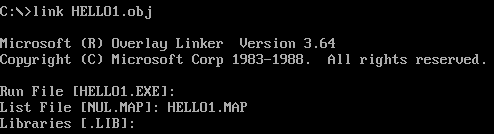 C:\>link HELLO1.obj
Microsoft (R) Overlay Linker  Version 3.64
Copyright (C) Microsoft Corp 1983-1988.  All rights reserved.
Run File [HELLO1.EXE]:
List File [NUL.MAP]: HELLO1.MAP
Libraries [.LIB]: